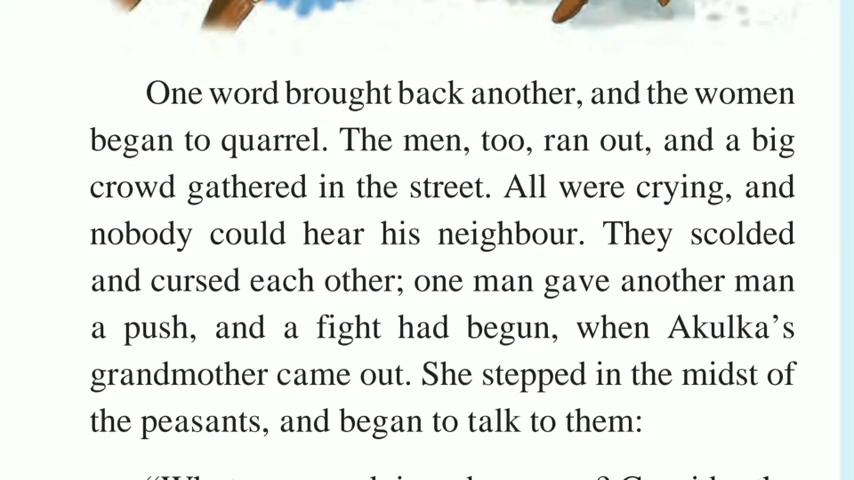 One word brought back another, and the women
began to quarrel. The men, too, ran out, and a big
crowd gathered in the street. All were crying, and
nobody could hear his neighbour. They scolded
and cursed each other; one man gave another man
a push, and a fight had begun, when Akulka’s
grandmother came out. She stepped in the midst of
the peasants, and began to talk to them: